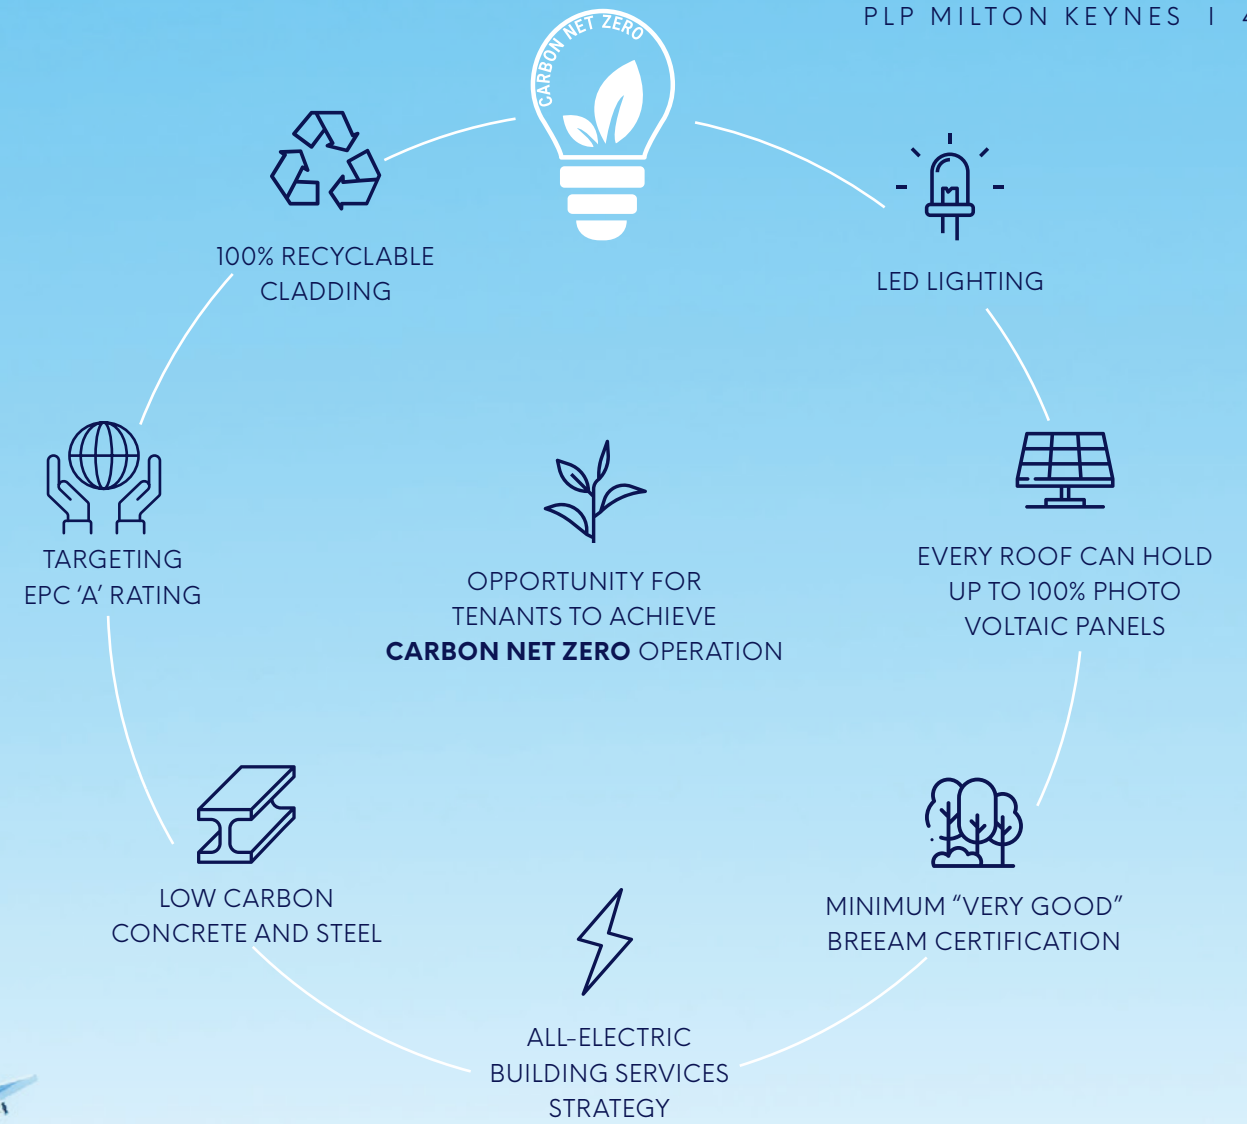 PLP MILTON KEYNES I
CARBON NET ZERO
100% RECYCLABLE
CLADDING
LED LIGHTING
TARGETING
EPC ‘A’ RATING
OPPORTUNITY FOR
TENANTS TO ACHIEVE
CARBON NET ZERO OPERATION
EVERY ROOF CAN HOLD
UP TO 100% PHOTO
VOLTAIC PANELS
LOW CARBON
CONCRETE AND STEEL
MINIMUM “VERY GOOD”
BREEAM CERTIFICATION
ALL-ELECTRIC
BUILDING SERVICES
STRATEGY